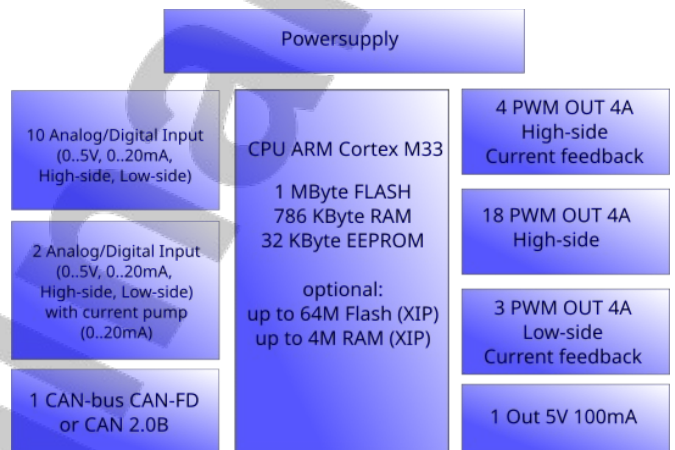 Powersupply
10 Analog/Digital Input
(0..5V, 0..20mA,
High-side, Low-side)
2 Analog/Digital Input
(0..5V, 0..20mA,
High-side, Low-side)
with current pump
(0..20mA)
1 CAN-bus CAN-FD
or CAN 2.0B
CPU ARM Cortex M33
1 MByte FLASH
786 KByte RAM
32 KByte EEPROM
optional:
up to 64M Flash (XIP)
up to 4M RAM (XIP)
4 PWM OUT 4A
High-side
Current feedback
18 PWM OUT 4A
High-side
3 PWM OUT 4A
Low-side
Current feedback
1 Out 5V 100mA